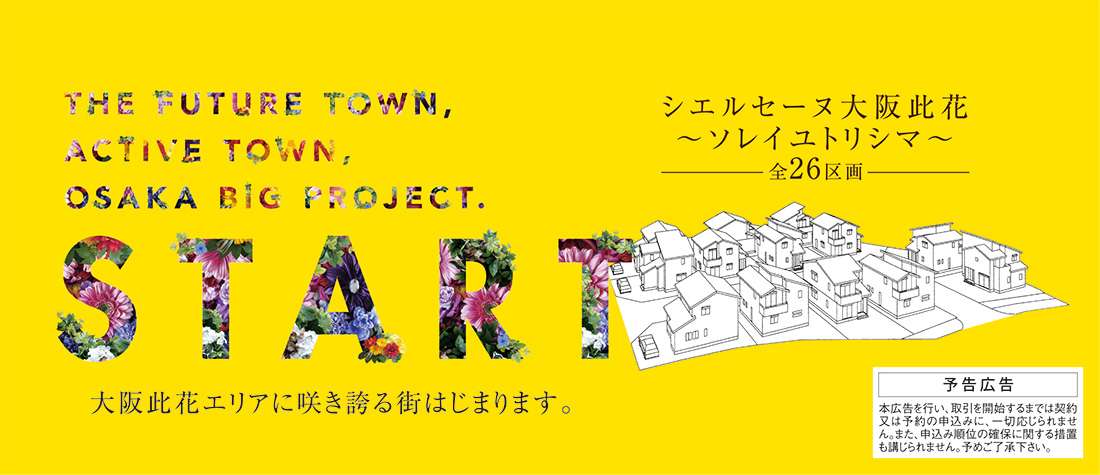 THE FUTURE TOWN,
ACTIVE TOWN,
OSAKA BIG PROJECT.
START
大阪此花エリアに咲き誇る街はじまります。
シエルセーヌ大阪此花
〜ソレイユトリシマ〜
全26区画
予告広告
本広告を行い、取引を開始するまでは契約
又は予約の申込みに、一切応じられませ
ん。また、申込み順位の確保に関する措置
も講じられません。予めご了承下さい。